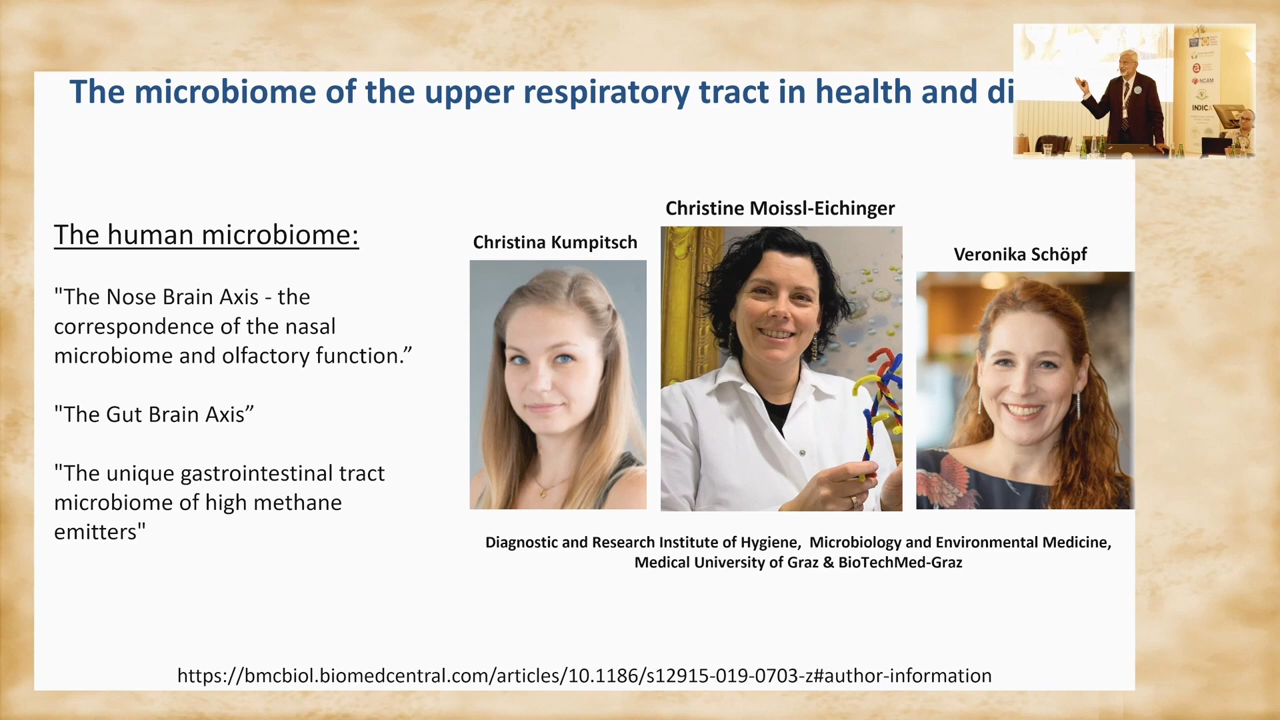 The microbiome of the upper respiratory tract in health and di
Christine Moissl-Eichinger
The human microbiome:
Christina Kumpitsch
Veronika Schöpf
"The Nose Brain Axis - the
correspondence of the nasal
microbiome and olfactory function.”
"The Gut Brain Axis”
"The unique gastrointestinal tract
microbiome of high methane
emitters"
Diagnostic and Research Institute of Hygiene, Microbiology and Environmental Medicine,
Medical University of Graz & BioTechMed-Graz
https://bmcbiol.biomedcentral.com/articles/10.1186/s12915-019-0703-z#author-information
NCAM